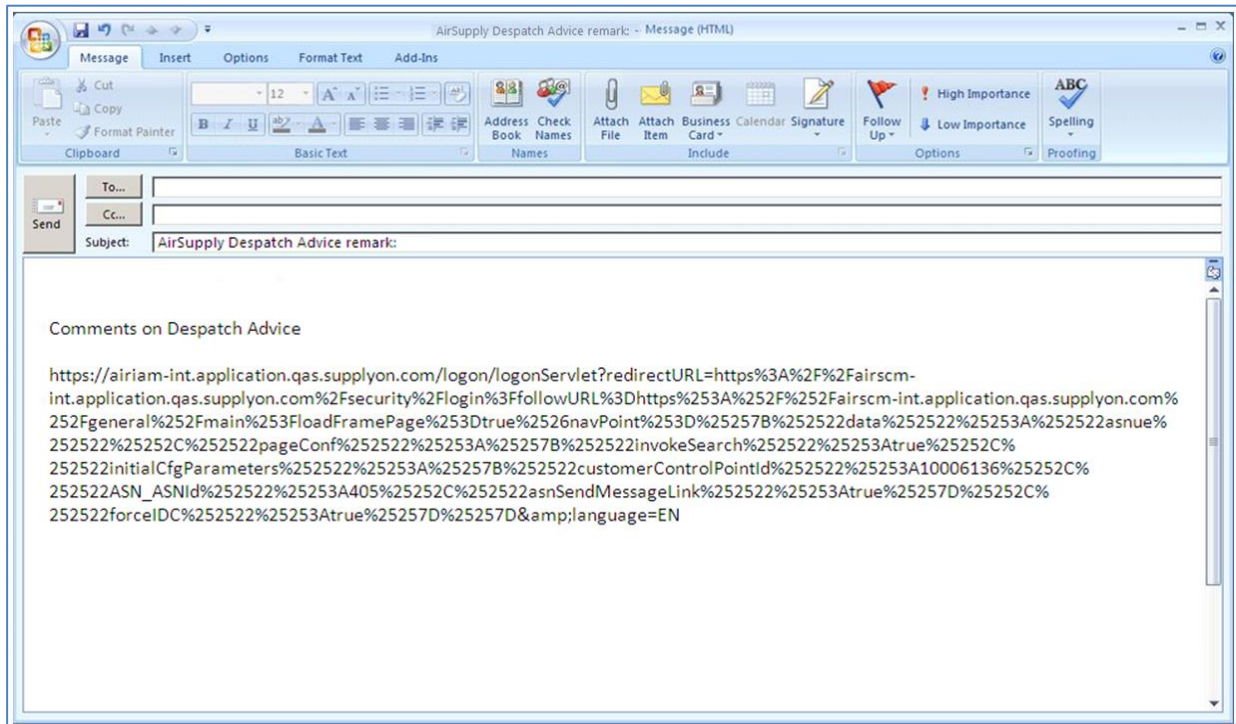 AirSupply Despatch Advice remark: - Message (HTML)
Message Insert Options Format Text Add-Ins
Paste
Cut
Copy
Format Painter
Clipboard
12
A A
B I U ab A
Basic Text
Address Book
Check Names
Names
Attach File
Attach Item
Business Card
Calendar
Signature
Include
Follow Up
High Importance
Low Importance
Options
ABC
Spelling
Proofing
Send
To...
Cc...
Subject: AirSupply Despatch Advice remark:
Comments on Despatch Advice
https://airiam-int.application.qas.supplyon.com/logon/logonServlet?redirectURL=https%3A%2F%2Fairscm-
int.application.qas.supplyon.com%2Fsecurity%2Flogin%3FfollowURL%3Dhttps%253A%252F%252Fairscm-int.application.qas.supplyon.com%
252Fgeneral%252Fmain%253FloadFramePage%253Dtrue%2526navPoint%253D%25257B%252522data%252522%25253A%252522asnue%
252522%25252C%252522pageConf%252522%25253A%25257B%252522invokeSearch%252522%25253Atrue%25252C%
252522initialCfgParameters%252522%25253A%25257B%252522customerControlPointId%252522%25253A10006136%25252C%
252522ASN_ASNId%252522%25253A405%25252C%252522asnSendMessageLink%252522%25253Atrue%25257D%25252C%
252522forceIDC%252522%25253Atrue%25257D%25257D&amp;language=EN